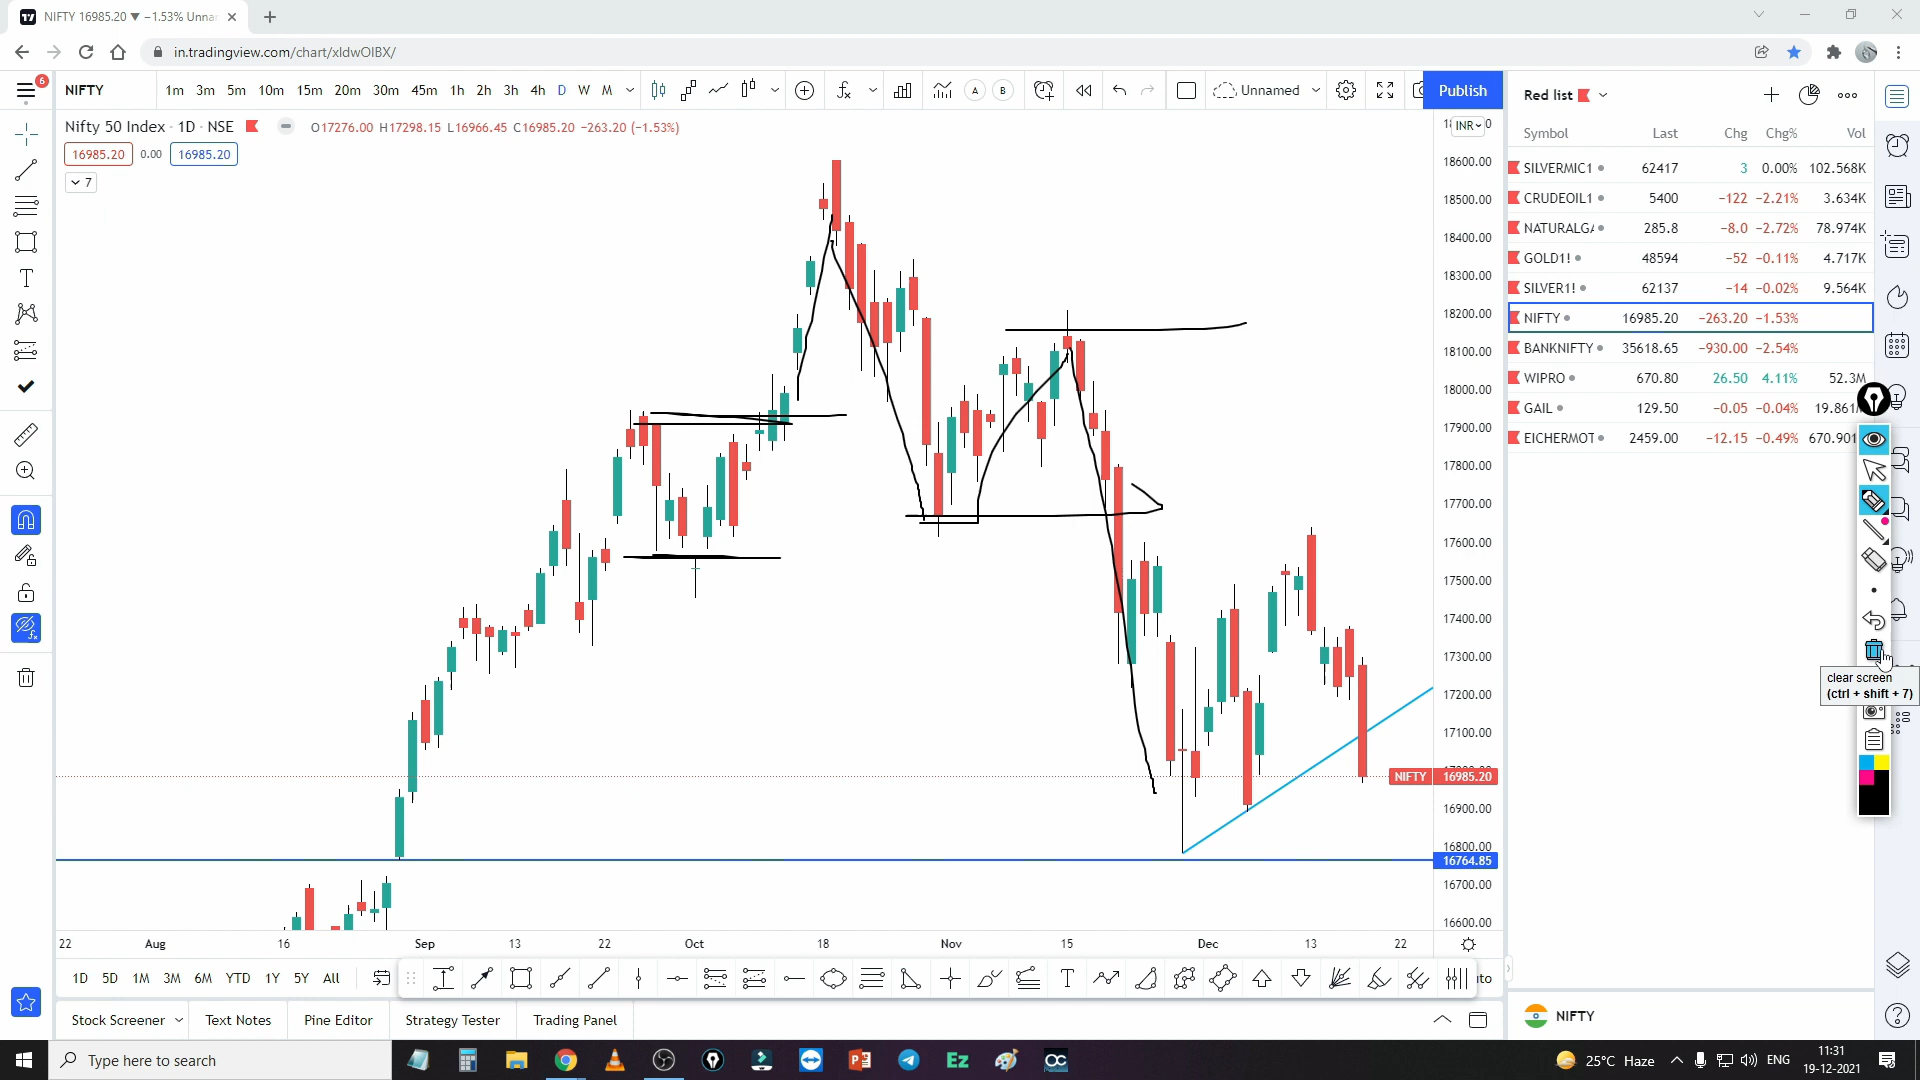 NIFTY 16985.20 ▼ −1.53% Unna
in.tradingview.com/chart/xldwOIBX/
6
NIFTY 1m 3m 5m 10m 15m 20m 30m 45m 1h 2h 3h 4h D W M A B Unnamed Publish
Nifty 50 Index · 1D · NSE O17276.00 H17298.15 L16966.45 C16985.20 −263.20 (−1.53%)
16985.20 0.00 16985.20
7
INR
18600.00
18500.00
18400.00
18300.00
18200.00
18100.00
18000.00
17900.00
17800.00
17700.00
17600.00
17500.00
17400.00
17300.00
17200.00
17100.00
NIFTY 16985.20
16900.00
16800.00
16764.85
16700.00
16600.00
22 Aug 16 Sep 13 22 Oct 18 Nov 15 Dec 13 22
1D 5D 1M 3M 6M YTD 1Y 5Y All
Stock Screener Text Notes Pine Editor Strategy Tester Trading Panel
Red list
Symbol Last Chg Chg% Vol
SILVERMIC1 62417 3 0.00% 102.568K
CRUDEOIL1 5400 −122 −2.21% 3.634K
NATURALGA 285.8 −8.0 −2.72% 78.974K
GOLD1! 48594 −52 −0.11% 4.717K
SILVER1! 62137 −14 −0.02% 9.564K
NIFTY 16985.20 −263.20 −1.53%
BANKNIFTY 35618.65 −930.00 −2.54%
WIPRO 670.80 26.50 4.11% 52.3M
GAIL 129.50 −0.05 −0.04% 19.861
EICHERMOT 2459.00 −12.15 −0.49% 670.901
clear screen
(ctrl + shift + 7)
NIFTY
Type here to search
Ez
OC
25°C Haze ENG 11:31
19-12-2021